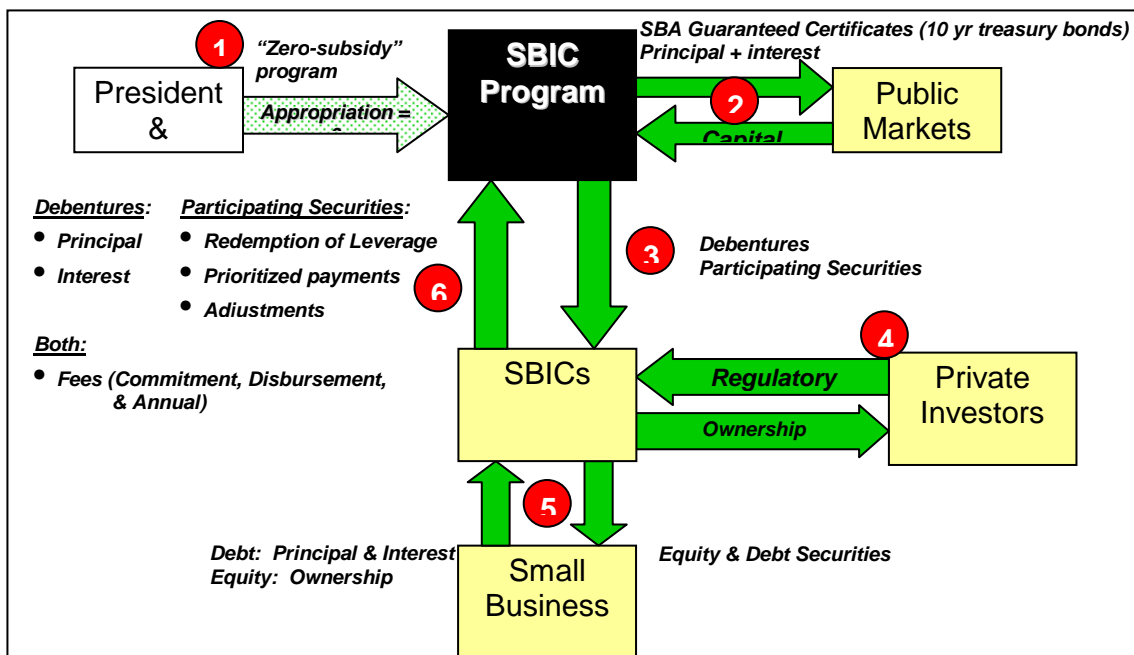 1
“Zero-subsidy”
program
SBIC
Program
SBA Guaranteed Certificates (10 yr treasury bonds)
Principal + interest
President
&
Appropriation =
2
Capital
Public
Markets
Debentures:
• Principal
• Interest
Participating Securities:
• Redemption of Leverage
• Prioritized payments
• Adjustments
6
3
Debentures
Participating Securities
Both:
• Fees (Commitment, Disbursement,
& Annual)
4
SBICs
Regulatory
Ownership
Private
Investors
5
Debt: Principal & Interest
Equity: Ownership
Small
Business
Equity & Debt Securities